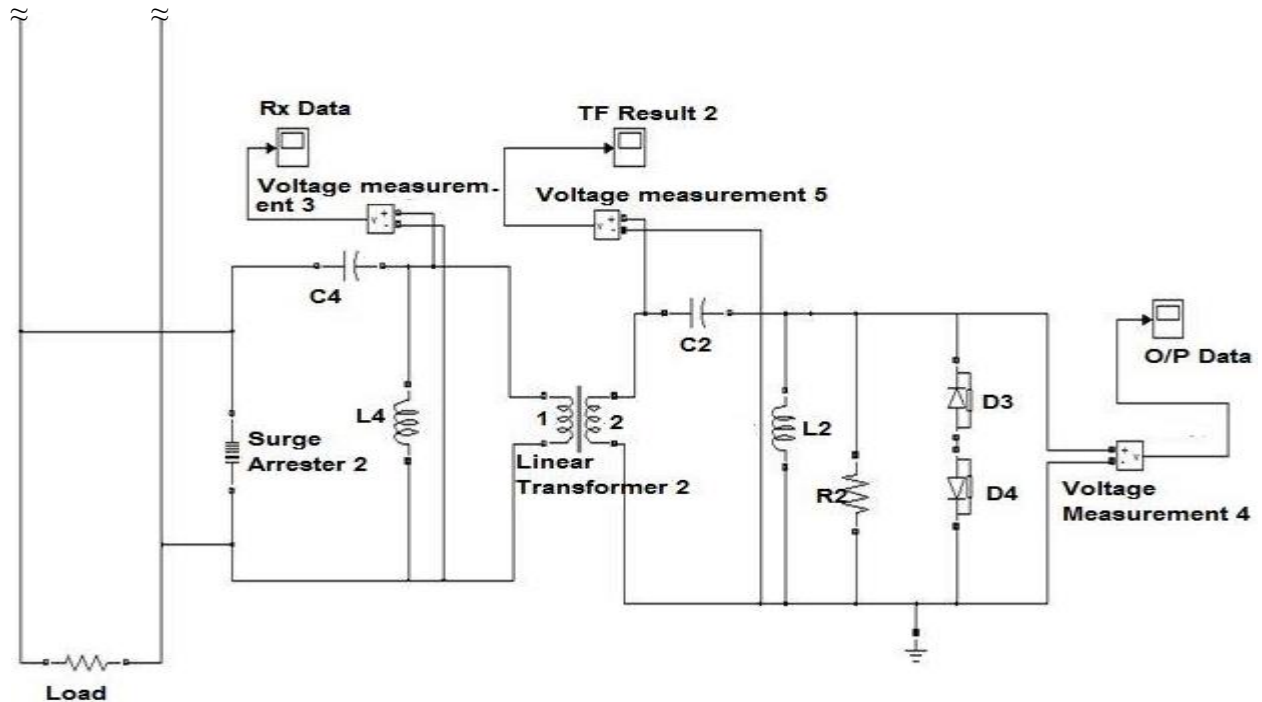 ≈ ≈
Rx Data
TF Result 2
Voltage measurem-
ent 3
Voltage measurement 5
+
-
v
+
-
v
C4
C2
O/P Data
L4
1
2
L2
D3
Surge
Arrester 2
Linear
Transformer 2
R2
D4
+
-
v
Voltage
Measurement 4
Load